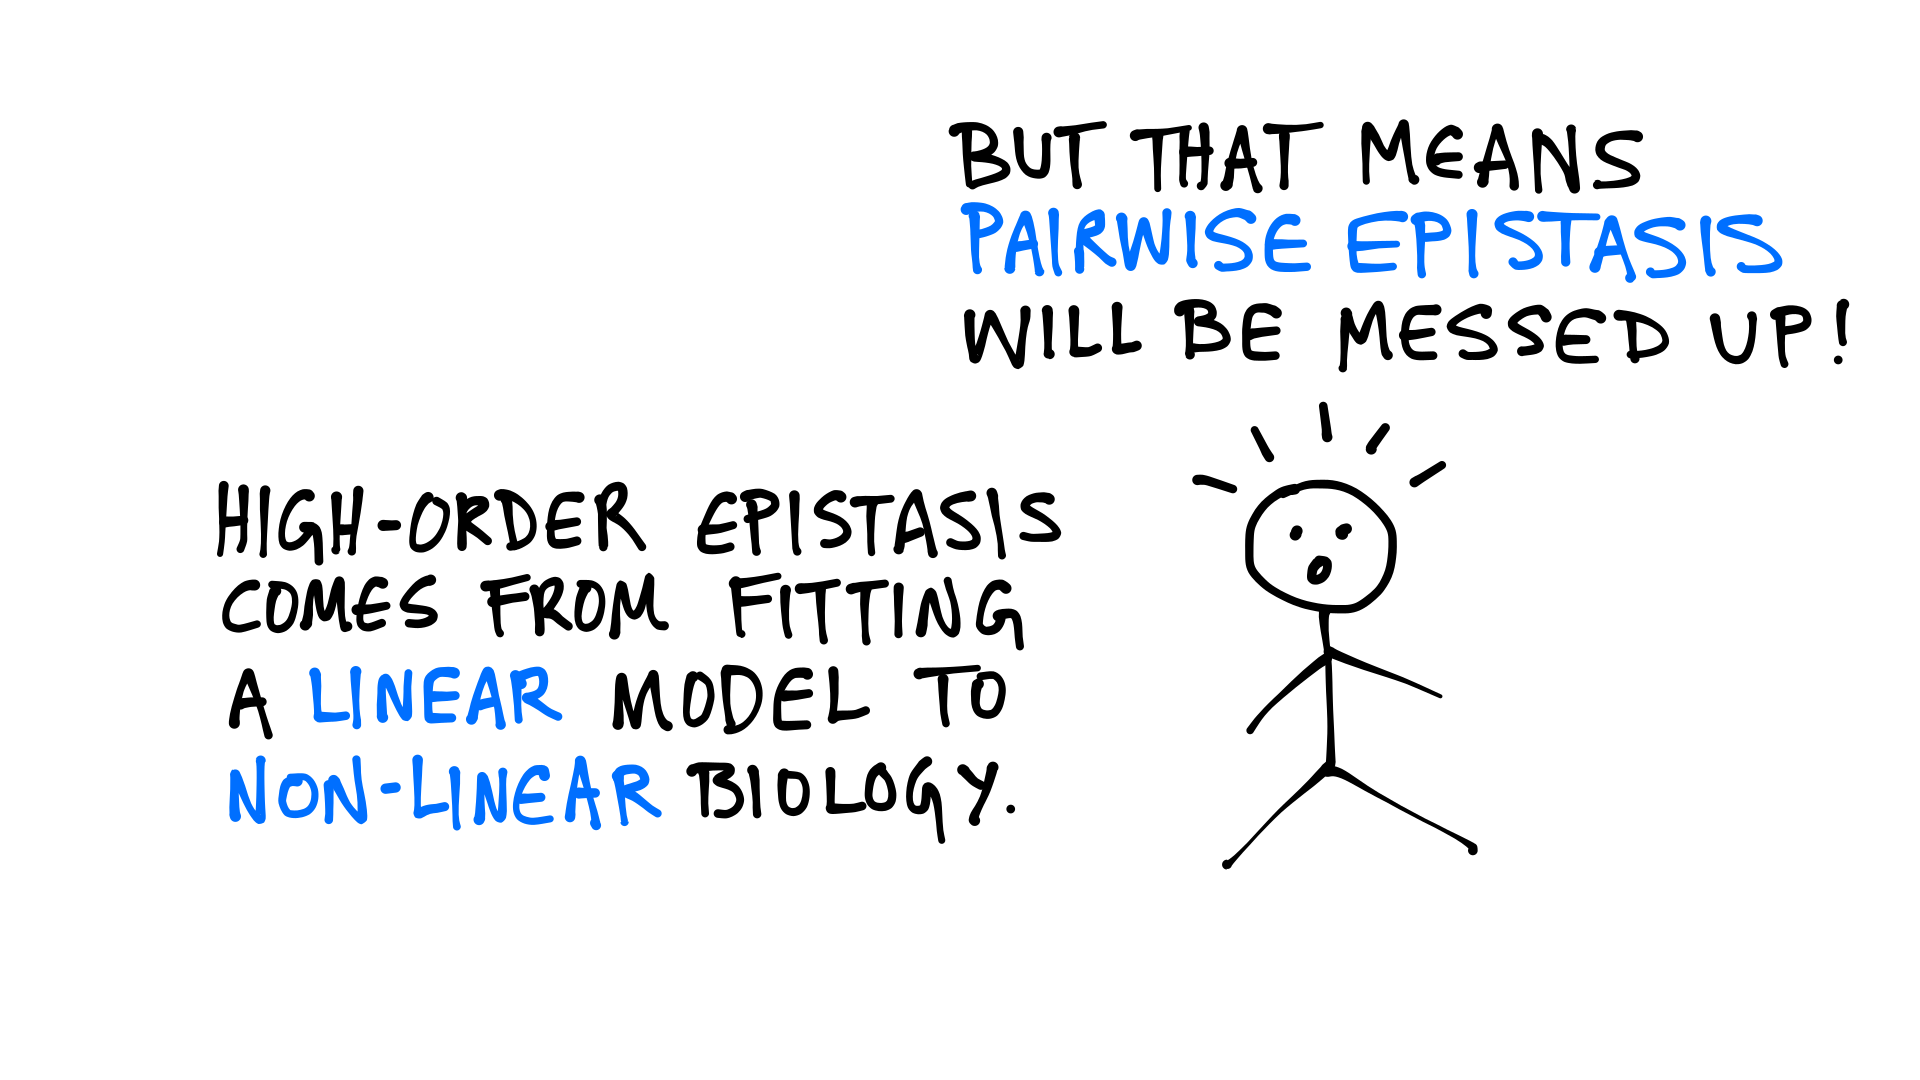 BUT THAT MEANS
PAIRWISE EPISTASIS
WILL BE MESSED UP!
HIGH-ORDER EPISTASIS
COMES FROM FITTING
A LINEAR MODEL TO
NON-LINEAR BIOLOGY.